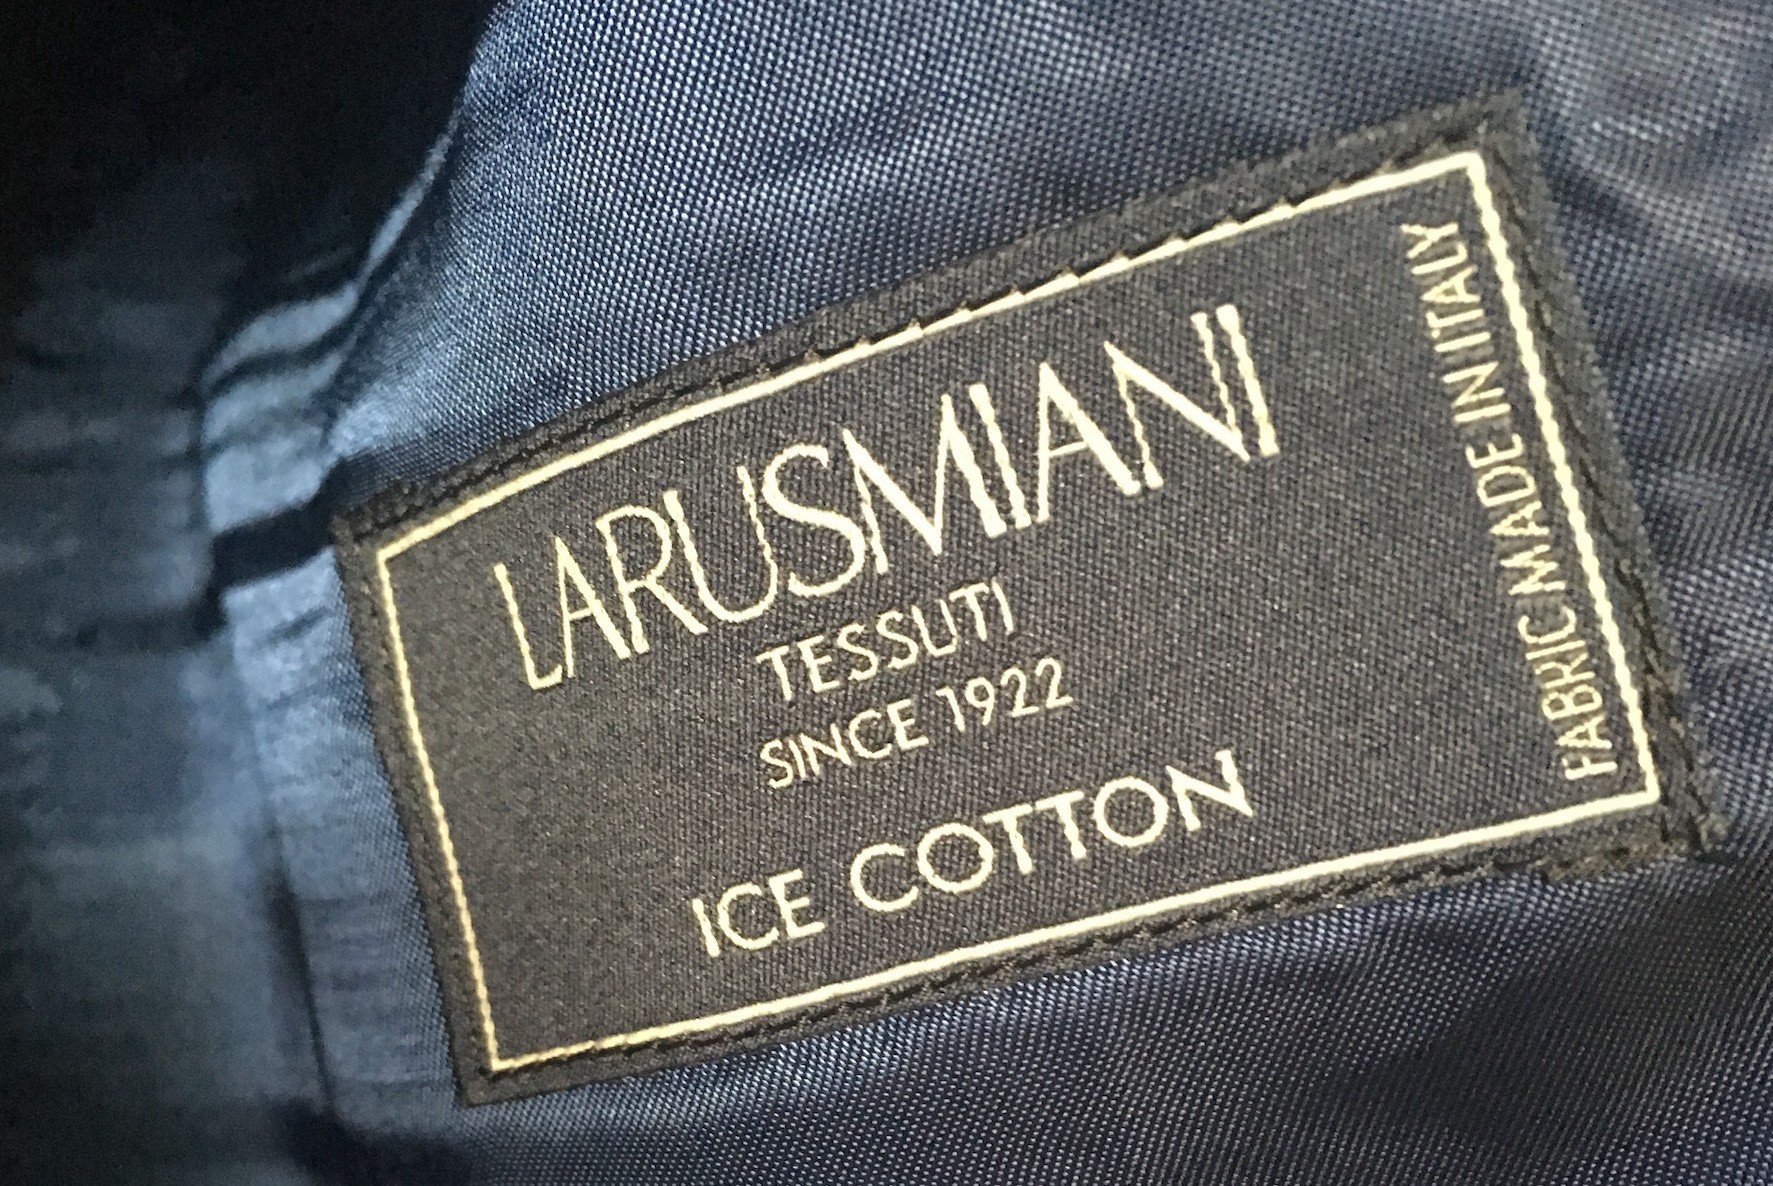 LARUSMIANI
TESSUTI
SINCE 1922
ICE COTTON
FABRIC MADE IN ITALY